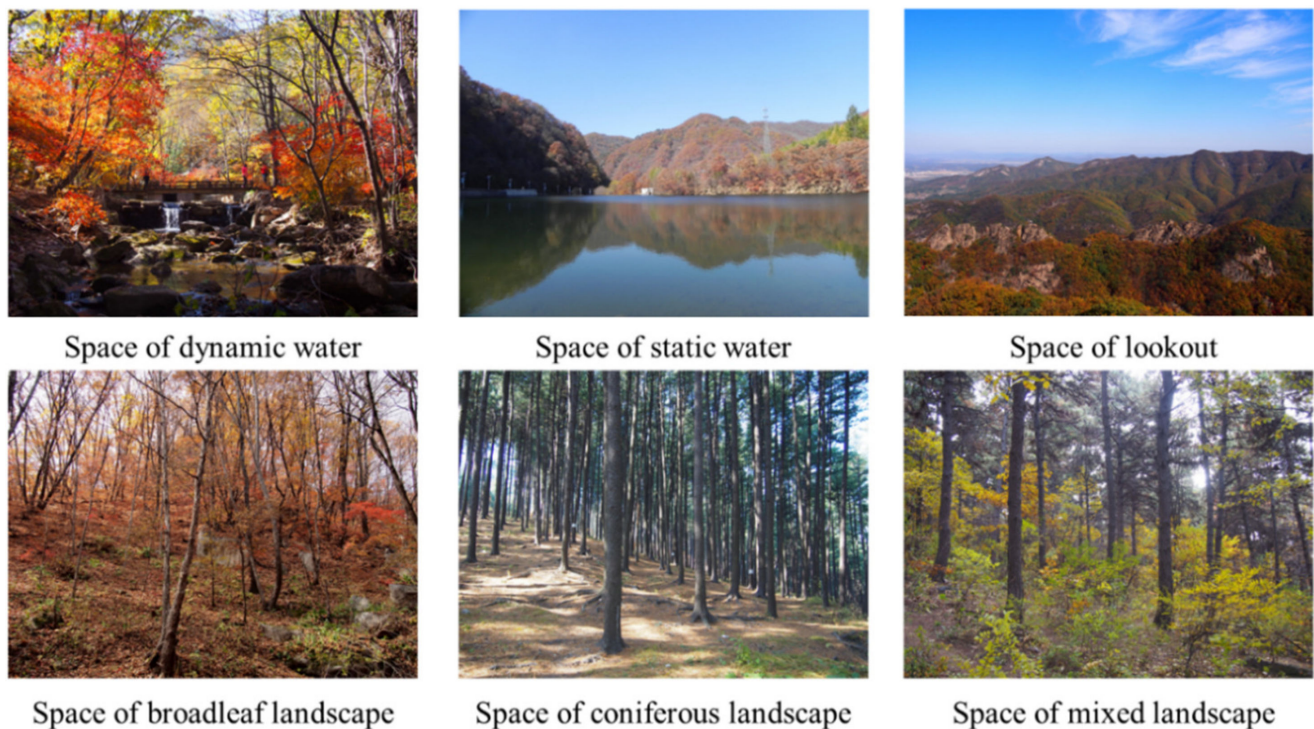 Space of dynamic water
Space of static water
Space of lookout
Space of broadleaf landscape
Space of coniferous landscape
Space of mixed landscape